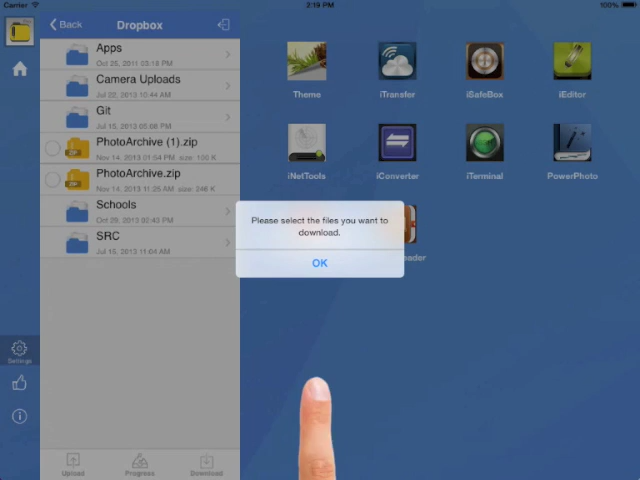 Carrier
2:19 PM
100%
Back
Dropbox
Apps
Oct 25, 2011 03:18 PM
Camera Uploads
Jul 22, 2013 10:44 AM
Git
Jul 15, 2013 05:66 PM
PhotoArchive (1).zip
Nov 14, 2013 01:54 PM size: 100 K
PhotoArchive.zip
Nov 14, 2013 11:25 AM size: 246 K
Schools
Oct 29, 2013 02:43 PM
SRC
Jul 15, 2013 11:04 AM
Settings
Upload
Progress
Download
Theme
iTransfer
iSafeBox
iEditor
iNetTools
iConverter
iTerminal
PowerPhoto
Please select the files you want to
download.
OK
ZIP
ZIP